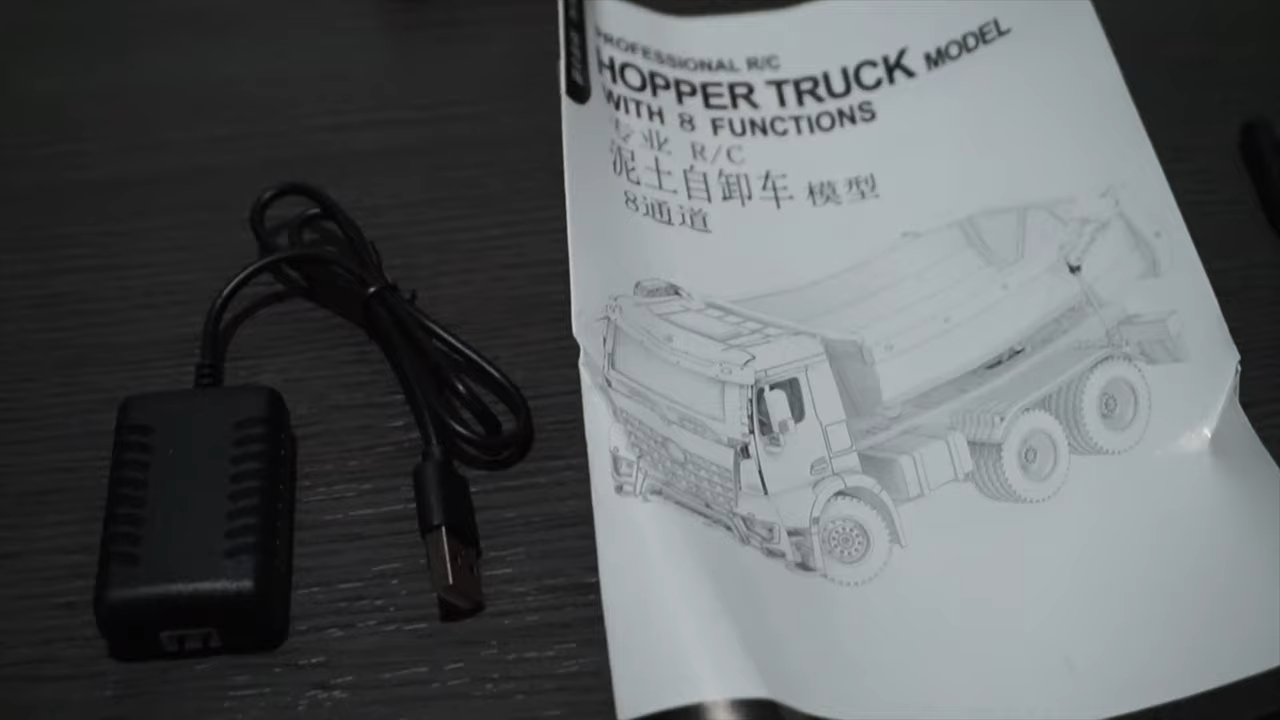 PROFESSIONAL R/C
HOPPER TRUCK MODEL
WITH 8 FUNCTIONS
专业 R/C
泥土自卸车 模型
8通道